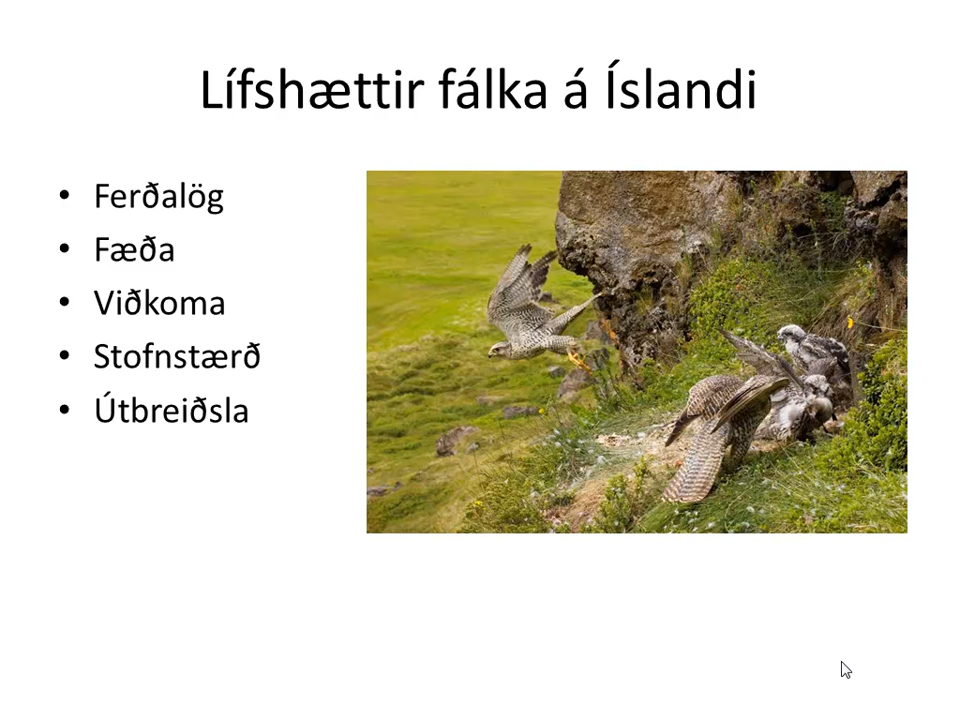 Lífshættir fálka á Íslandi
• Ferðalög
• Fæða
• Viðkoma
• Stofnstærð
• Útbreiðsla